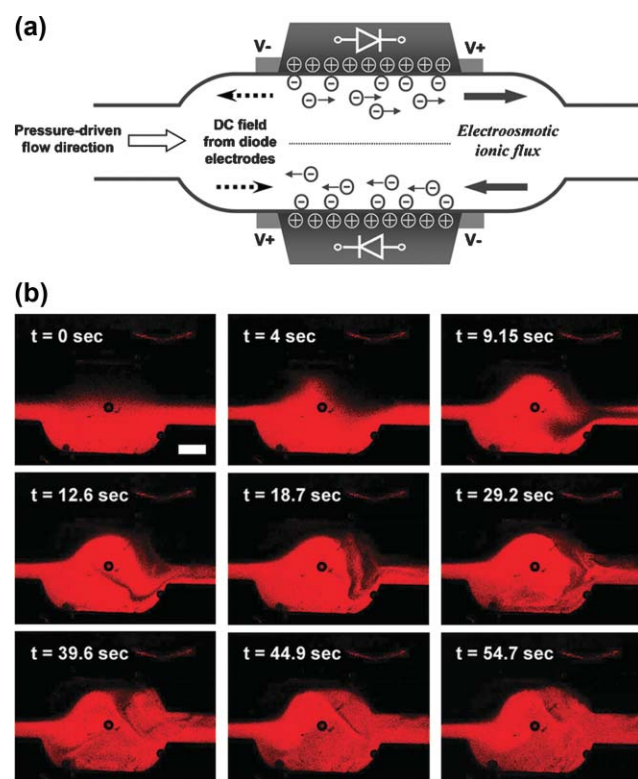 (a)
V-
V+
Pressure-driven
flow direction
DC field
from diode
electrodes
Electroosmotic
ionic flux
V+
V-
(b)
t = 0 sec
t = 4 sec
t = 9.15 sec
t = 12.6 sec
t = 18.7 sec
t = 29.2 sec
t = 39.6 sec
t = 44.9 sec
t = 54.7 sec